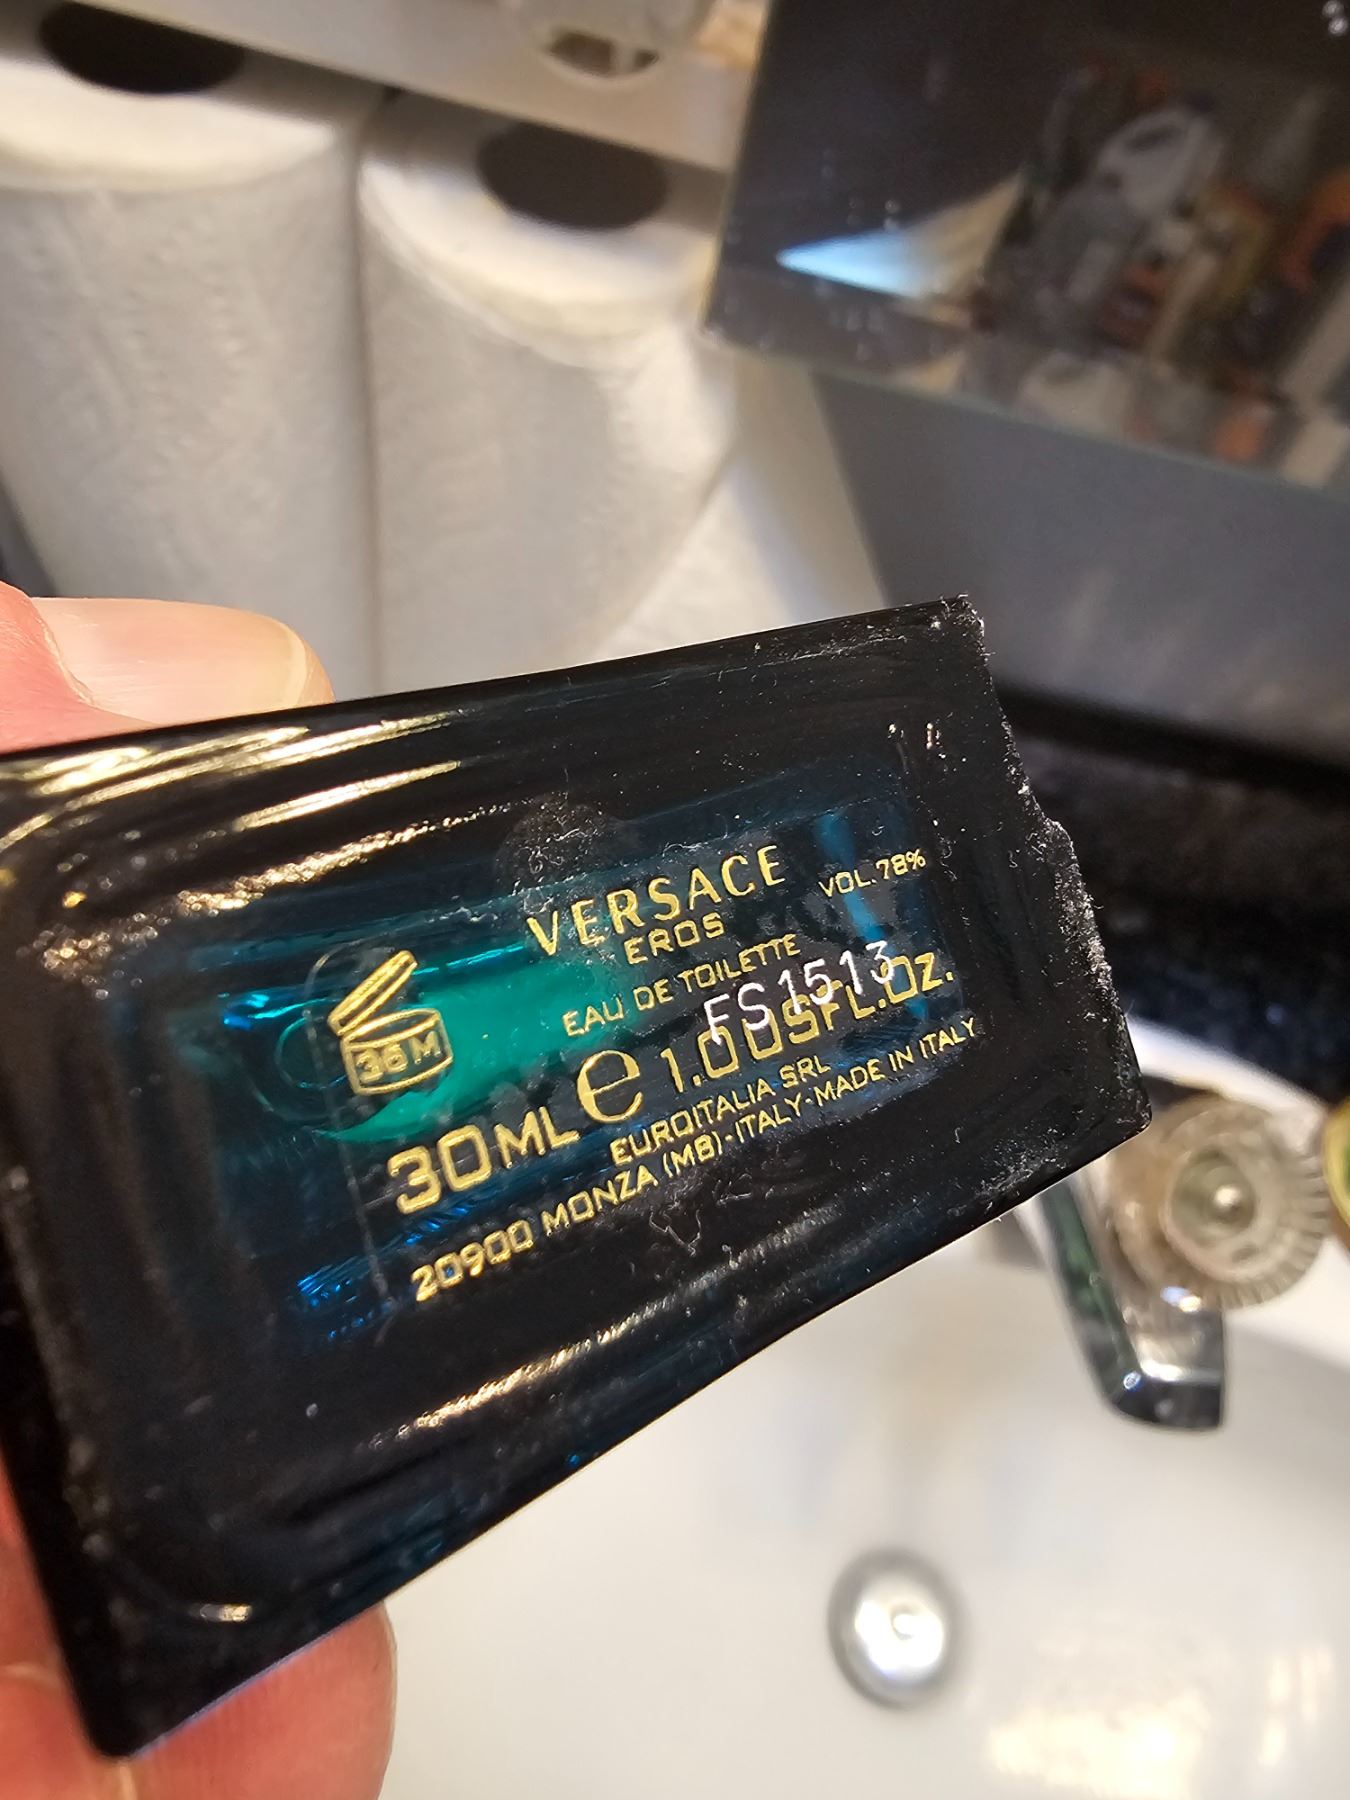 VERSACE
EROS
VOL.78%
EAU DE TOILETTE
FS1513
36M
30ML e 1.0 US FL.OZ.
EUROITALIA SRL
20900 MONZA (MB)-ITALY-MADE IN ITALY